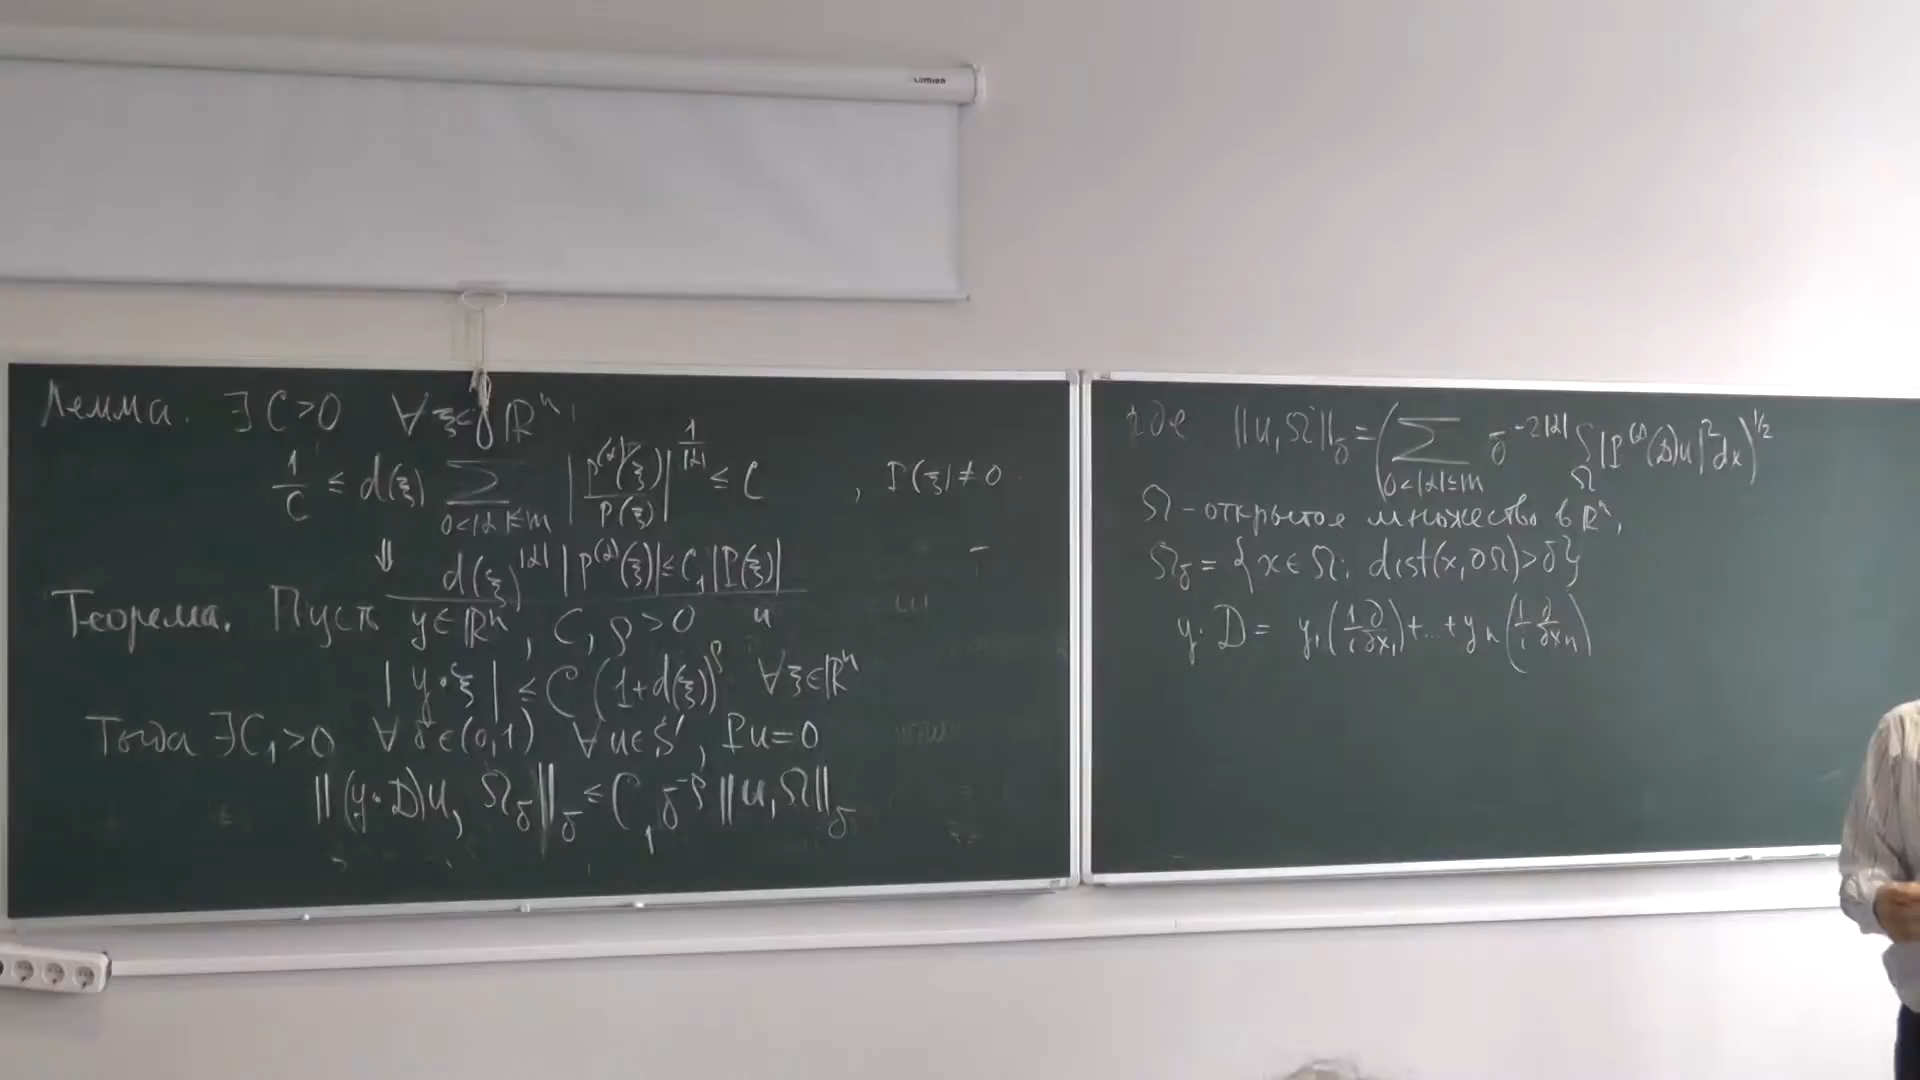 Lumien
Лемма. ∃ C>0 ∀ ξ∈ℝⁿ:
1/C ≤ d(ξ) ∑_{0<|α|≤m} |P^{(α)}(ξ)/P(ξ)|^{1/|α|} ≤ C , P(ξ)≠0
⇓ d(ξ)^{|α|} |P^{(α)}(ξ)| ≤ C₁|P(ξ)|
Теорема. Пусть y∈ℝⁿ, C, ρ>0 и
|y·ξ| ≤ C(1+d(ξ))^ρ ∀ξ∈ℝⁿ
Тогда ∃C₁>0 ∀δ∈(0,1) ∀u∈S′, Pu=0
||(y·D)u, Ω_δ||_δ ≤ C₁δ^{-ρ}||u,Ω||_δ
где ||u,Ω||_δ = (∑_{0<|α|≤m} δ^{-2|α|} ∫_Ω |P^{(α)}(D)u|² dx)^{1/2}
Ω - открытое множество в ℝⁿ,
Ω_δ = {x∈Ω: dist(x,∂Ω)>δ}
y·D = y₁(1/i ∂/∂x₁)+...+yₙ(1/i ∂/∂xₙ)